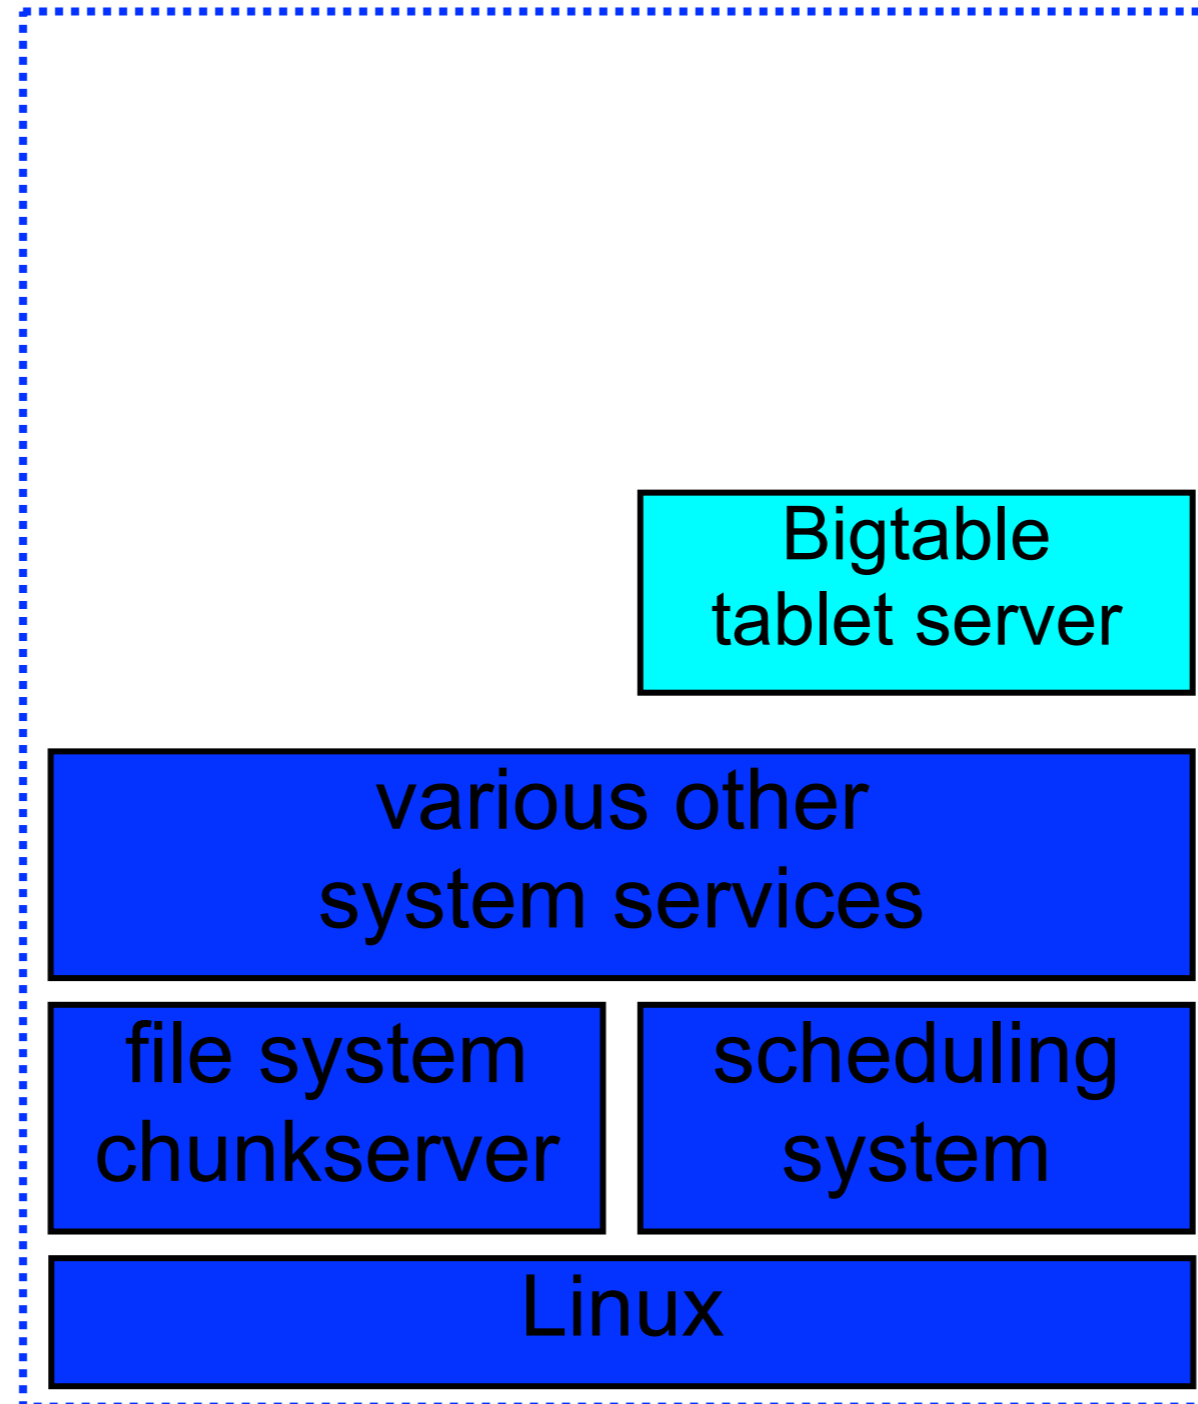 Bigtable
tablet server
various other
system services
file system
chunkserver
scheduling
system
Linux